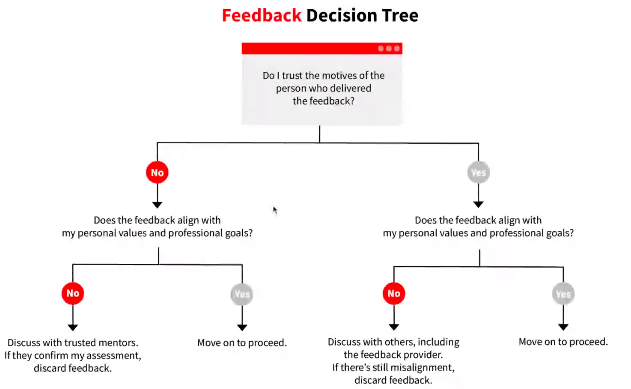 Feedback Decision Tree
Do I trust the motives of the
person who delivered
the feedback?
No
Yes
Does the feedback align with
my personal values and professional goals?
Does the feedback align with
my personal values and professional goals?
No
Yes
No
Yes
Discuss with trusted mentors.
If they confirm my assessment,
discard feedback.
Move on to proceed.
Discuss with others, including
the feedback provider.
If there's still misalignment,
discard feedback.
Move on to proceed.